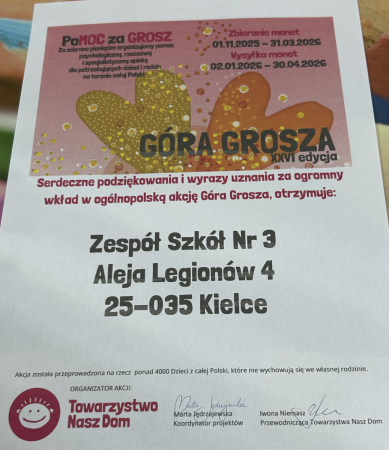 PoMOC za GROSZ
Za zebrane pieniądze organizujemy pomoc
psychologiczną, rzeczową
i specjalistyczną opiekę
dla potrzebujących dzieci i rodzin
na terenie całej Polski
Zbieranie monet
01.11.2025 – 31.03.2026
Wysyłka monet
02.01.2026 – 30.04.2026
GÓRA GROSZA
XXVI edycja
Serdeczne podziękowania i wyrazy uznania za ogromny
wkład w ogólnopolską akcję Góra Grosza, otrzymuje:
Zespół Szkół Nr 3
Aleja Legionów 4
25-035 Kielce
Akcja została przeprowadzona na rzecz ponad 4000 Dzieci z całej Polski, które nie wychowują się we własnej rodzinie.
ORGANIZATOR AKCJI:
Towarzystwo
Nasz Dom
Marta Jędrzejewska
Koordynator projektów
Iwona Niemasz
Przewodnicząca Towarzystwa Nasz Dom